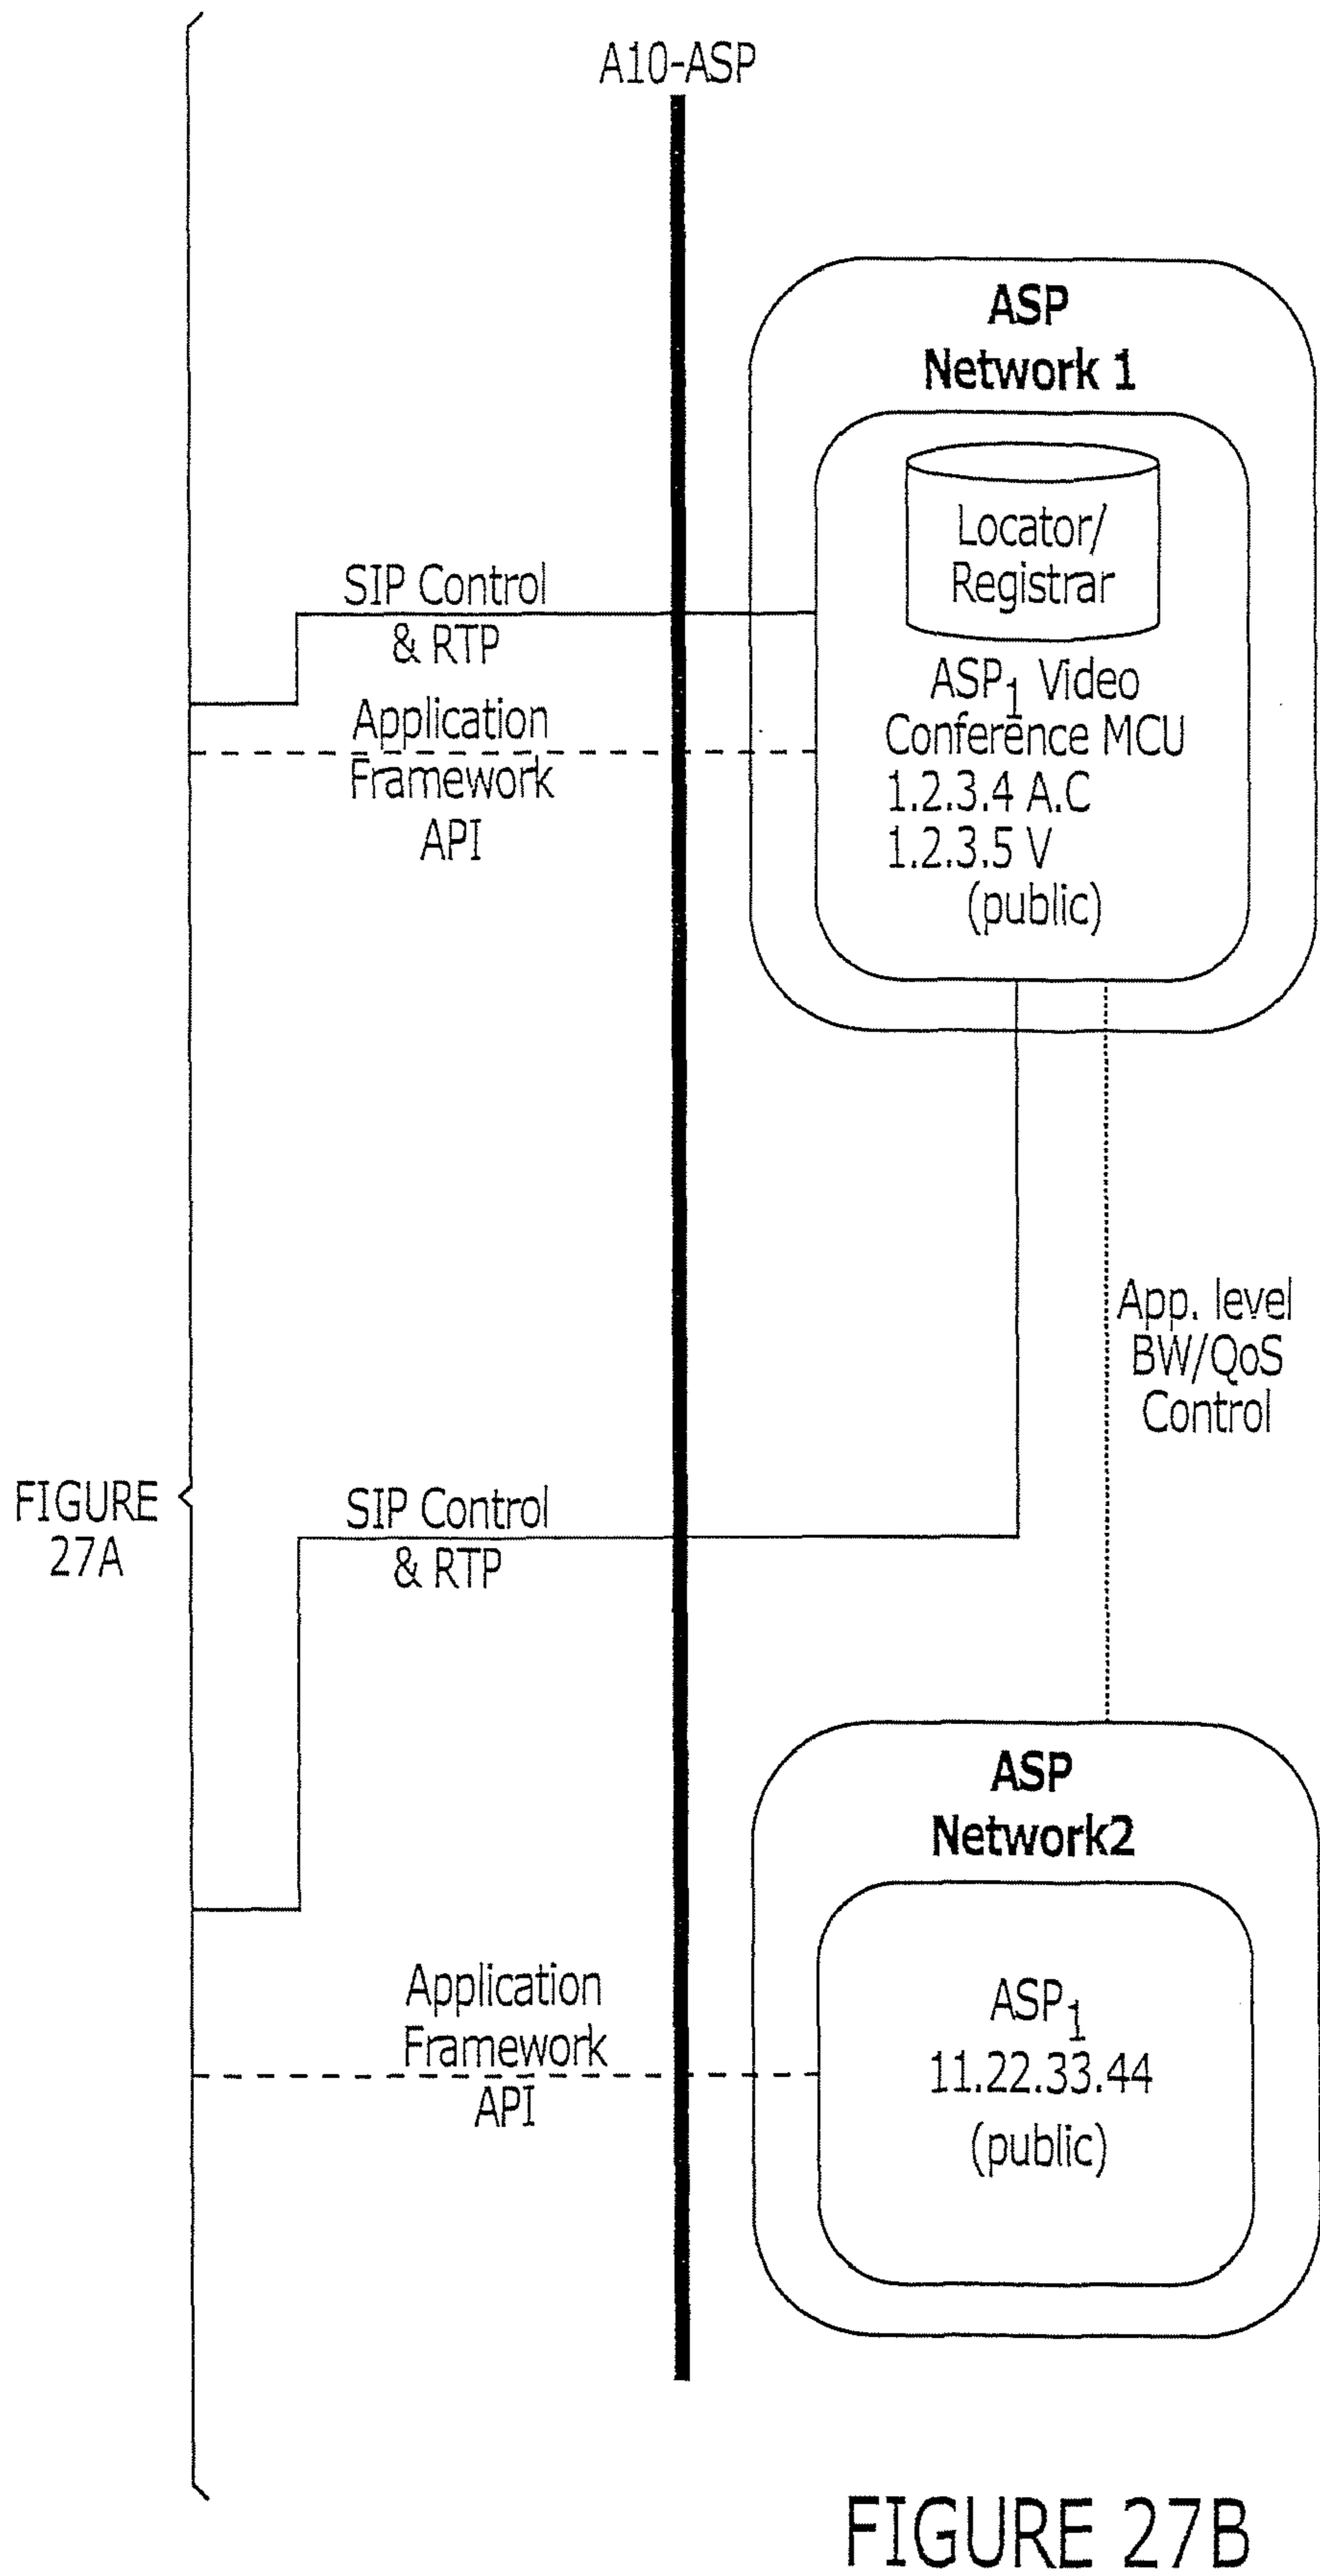 A10-ASP
ASP
Network 1
Locator/
Registrar
SIP Control
& RTP
ASP1 Video
Conference MCU
1.2.3.4 A.C
1.2.3.5 V
(public)
Application
Framework
API
App. level
BW/QoS
Control
FIGURE
27A
SIP Control
& RTP
ASP
Network2
Application
Framework
API
ASP1
11.22.33.44
(public)
FIGURE 27B